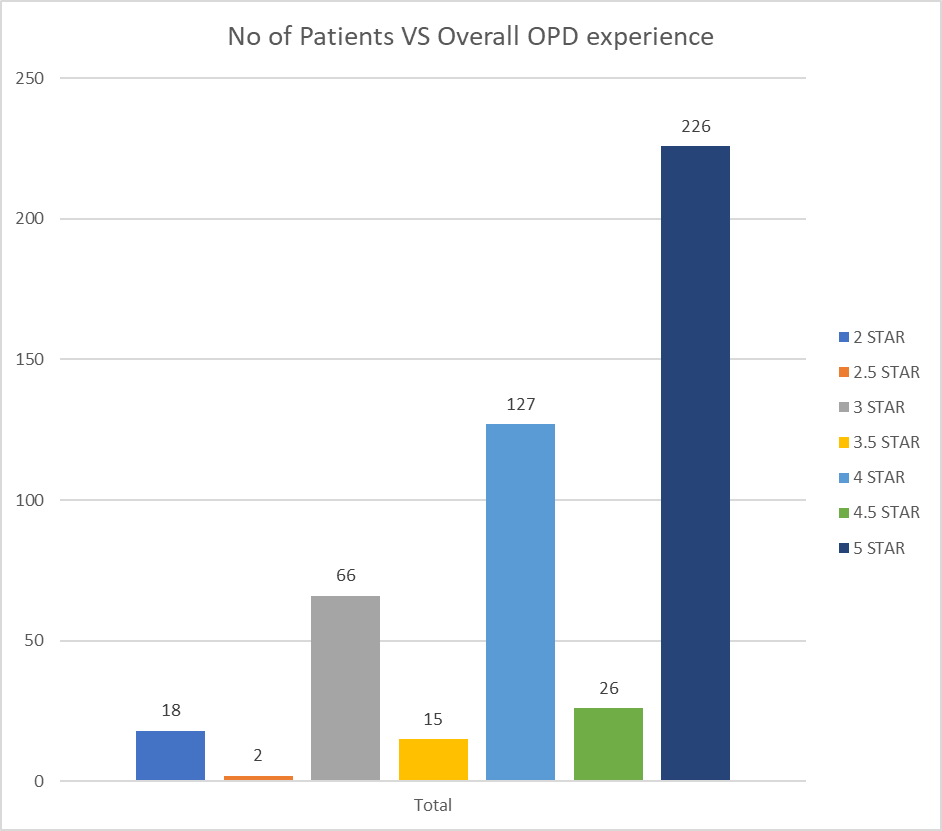 No of Patients VS Overall OPD experience
250
200
150
100
50
0
18
2
66
15
127
26
226
Total
2 STAR
2.5 STAR
3 STAR
3.5 STAR
4 STAR
4.5 STAR
5 STAR